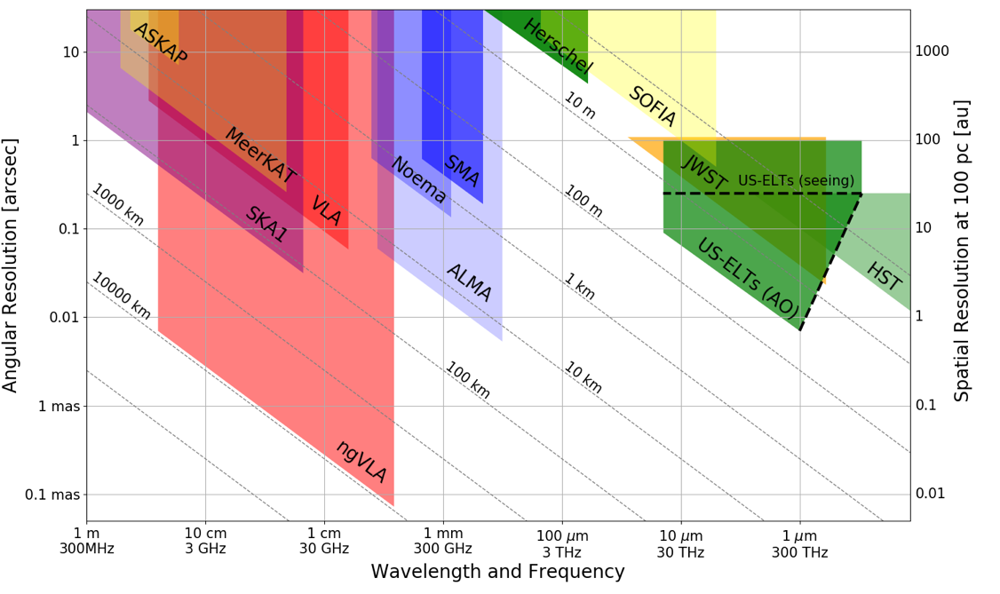 ASKAP
Herschel
10
1000
SOFIA
10 m
1
100
MeerKAT
JWST
Noema
SMA
US-ELTs (seeing)
1000 km
VLA
100 m
SKA1
0.1
10
US-ELTs (AO)
HST
ALMA
1 km
10000 km
0.01
1
100 km
10 km
1 mas
0.1
ngVLA
0.1 mas
0.01
Angular Resolution [arcsec]
Spatial Resolution at 100 pc [au]
1 m
300MHz
10 cm
3 GHz
1 cm
30 GHz
1 mm
300 GHz
100 μm
3 THz
10 μm
30 THz
1 μm
300 THz
Wavelength and Frequency